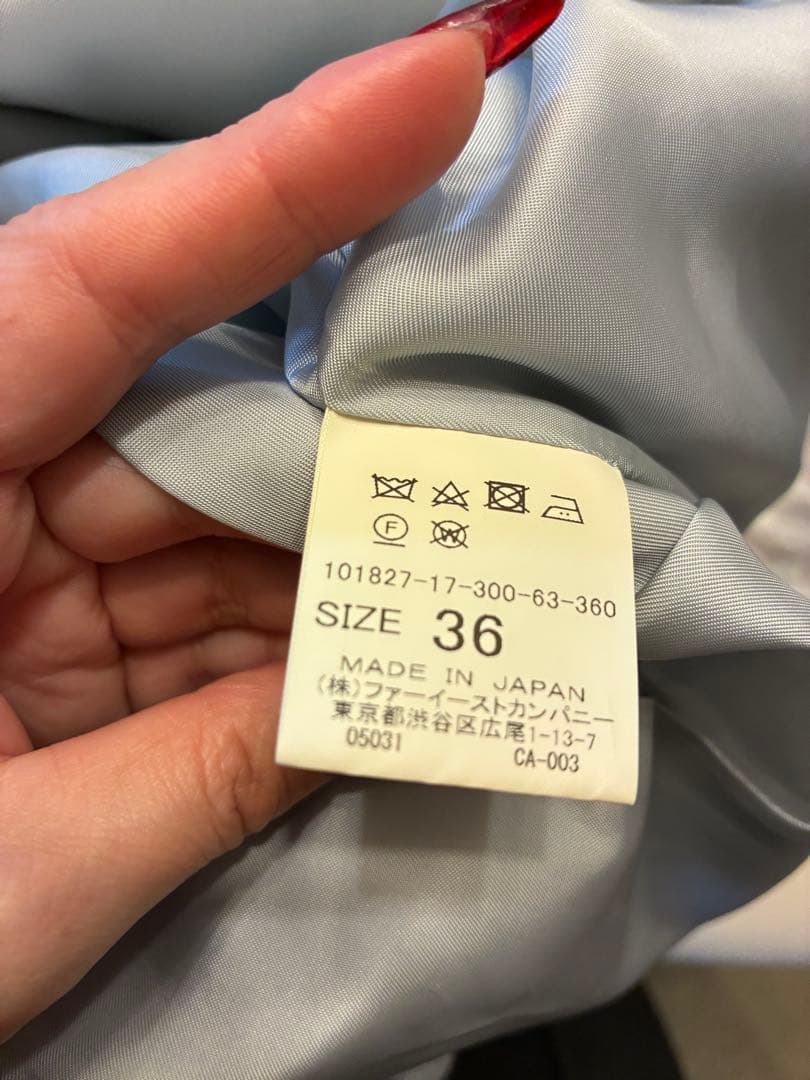 F W
101827-17-300-63-360
SIZE 36
MADE IN JAPAN
(株)ファーイーストカンパニー
東京都渋谷区広尾1-13-7
05031 CA-003